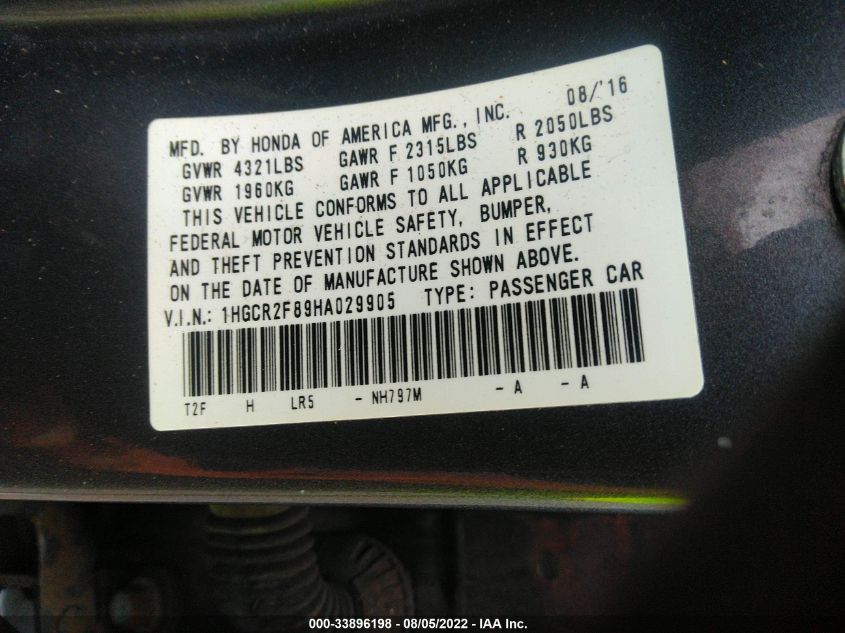 MFD. BY HONDA OF AMERICA MFG., INC. 08/'16
GVWR 4321LBS GAWR F 2315LBS R 2050LBS
GVWR 1960KG GAWR F 1050KG R 930KG
THIS VEHICLE CONFORMS TO ALL APPLICABLE
FEDERAL MOTOR VEHICLE SAFETY, BUMPER,
AND THEFT PREVENTION STANDARDS IN EFFECT
ON THE DATE OF MANUFACTURE SHOWN ABOVE.
V.I.N.: 1HGCR2F89HA029905 TYPE: PASSENGER CAR
T2F H LR5 - NH797M - A - A
000-33896198 - 08/05/2022 - IAA Inc.